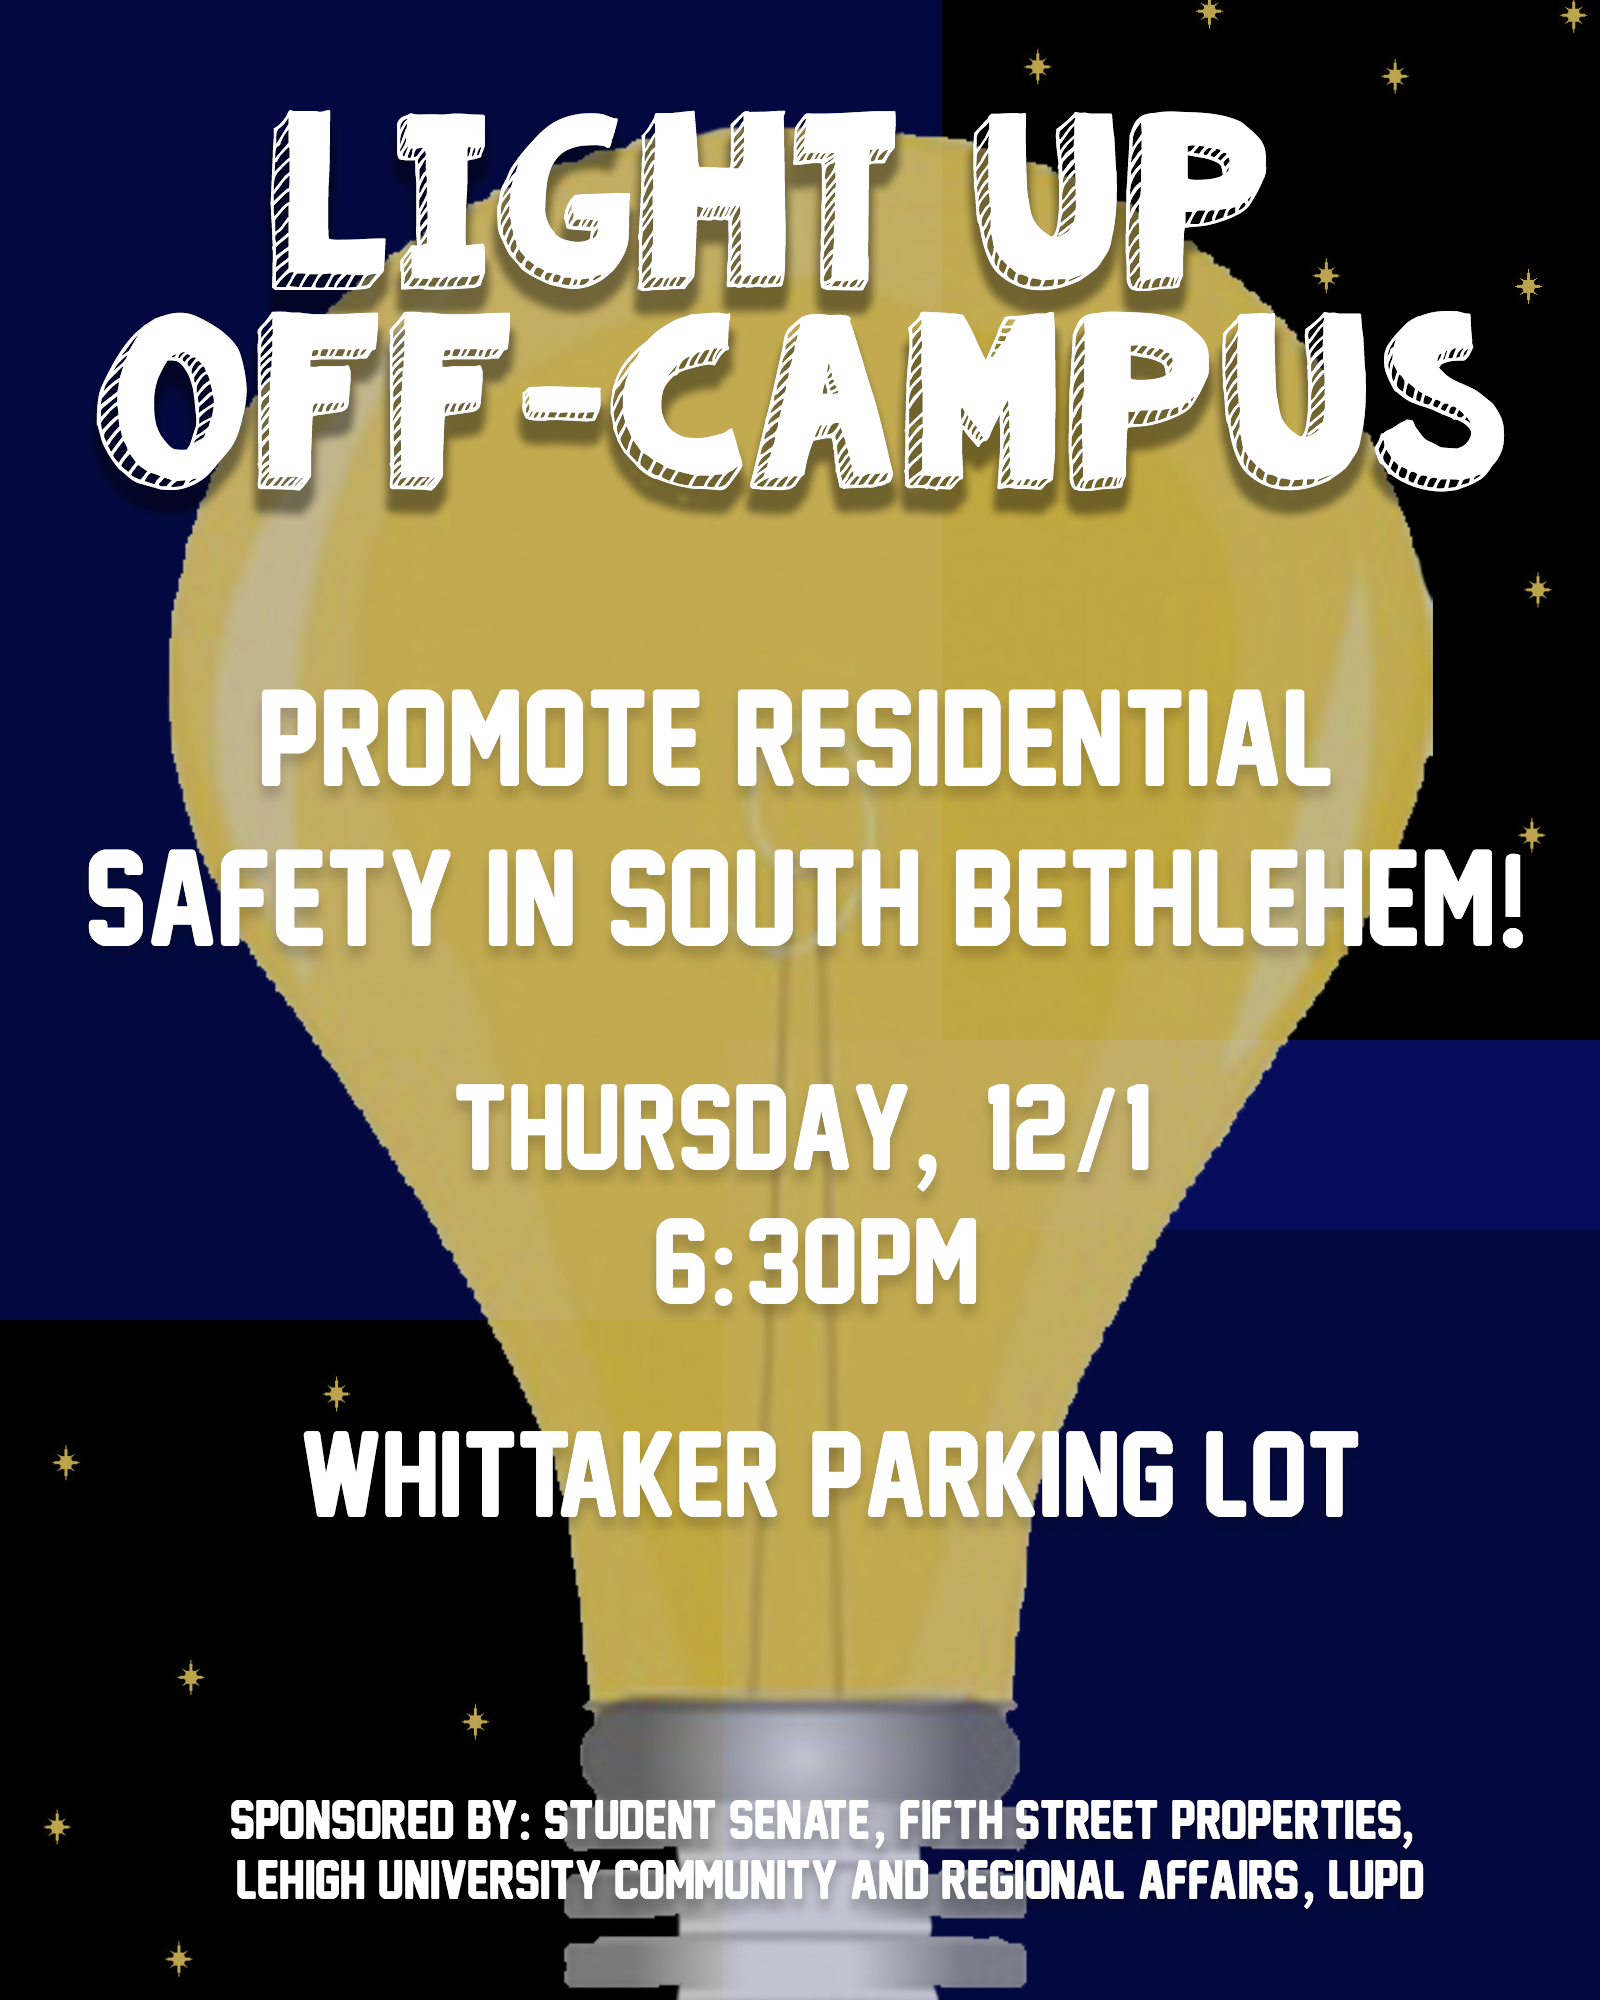 LIGHT UP
OFF-CAMPUS
PROMOTE RESIDENTIAL
SAFETY IN SOUTH BETHLEHEM!
THURSDAY, 12/1
6:30PM
WHITTAKER PARKING LOT
SPONSORED BY: STUDENT SENATE, FIFTH STREET PROPERTIES,
LEHIGH UNIVERSITY COMMUNITY AND REGIONAL AFFAIRS, LUPD